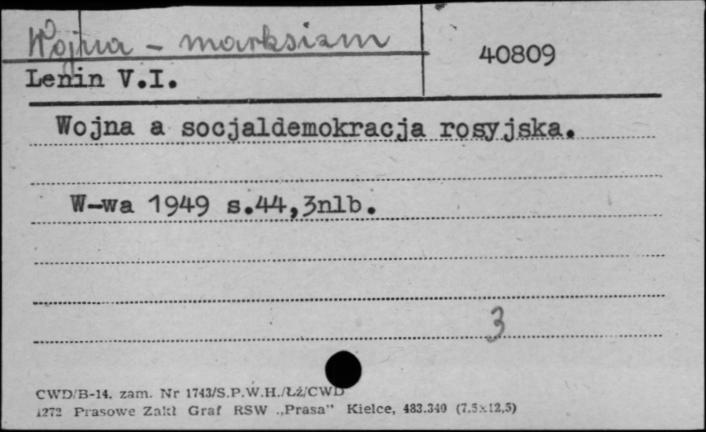 Wojna - marksizm
40809
Lenin V.I.
Wojna a socjaldemokracja rosyjska.
W-wa 1949 s.44,3nlb.
3
CWD/B-14. zam. Nr 1743/S.P.W.H./Łź/CWD
1272 Prasowe Zakł Graf RSW „Prasa" Kielce, 483.340 (7.5x12,5)